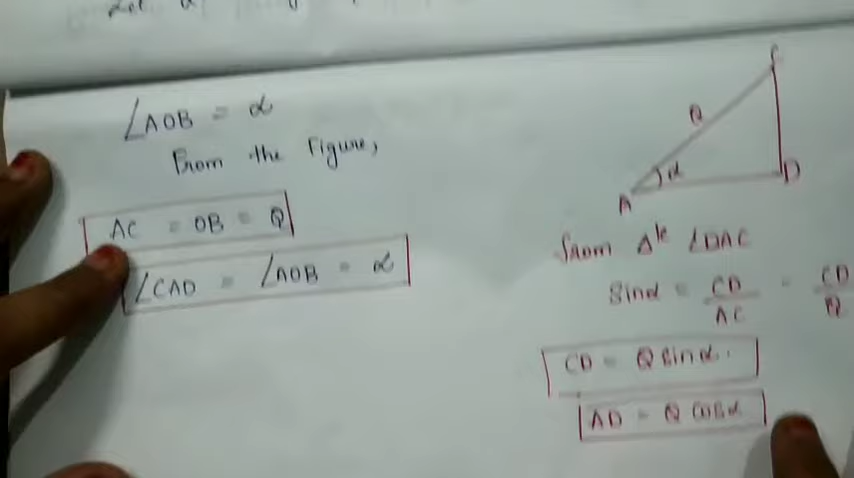 Let
∠AOB = α
From the Figure,
AC = OB = Q
∠CAD = ∠AOB = α
C
Q
α
A
D
from Δle ∠DAC
Sinα = CD/AC = CD/Q
CD = Q sinα.
AD = Q cosα